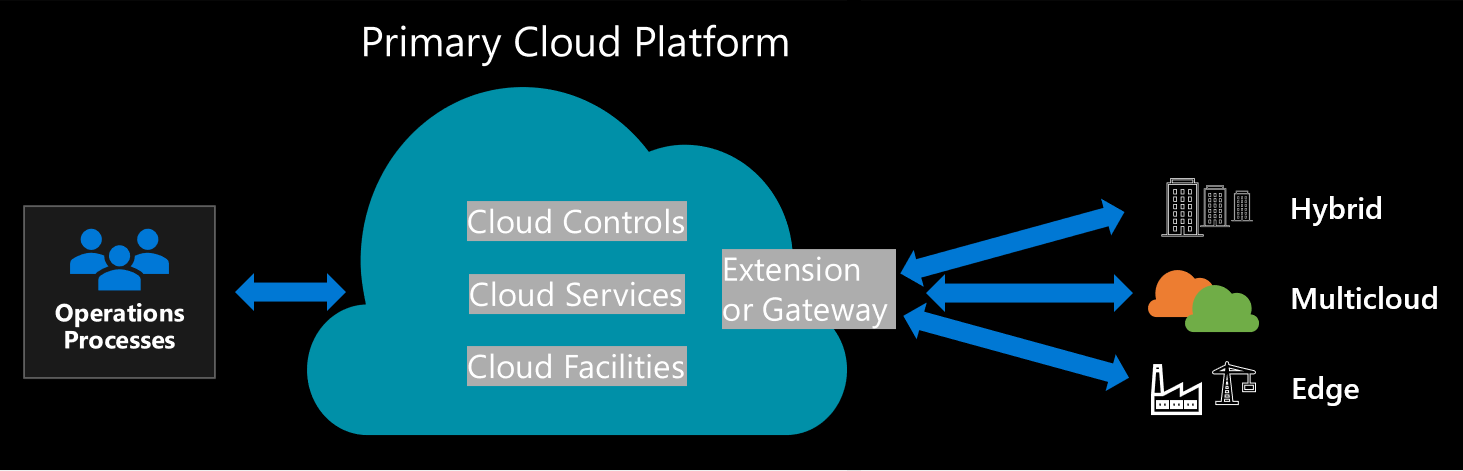 Primary Cloud Platform
Operations
Processes
Cloud Controls
Cloud Services
Cloud Facilities
Extension
or Gateway
Hybrid
Multicloud
Edge